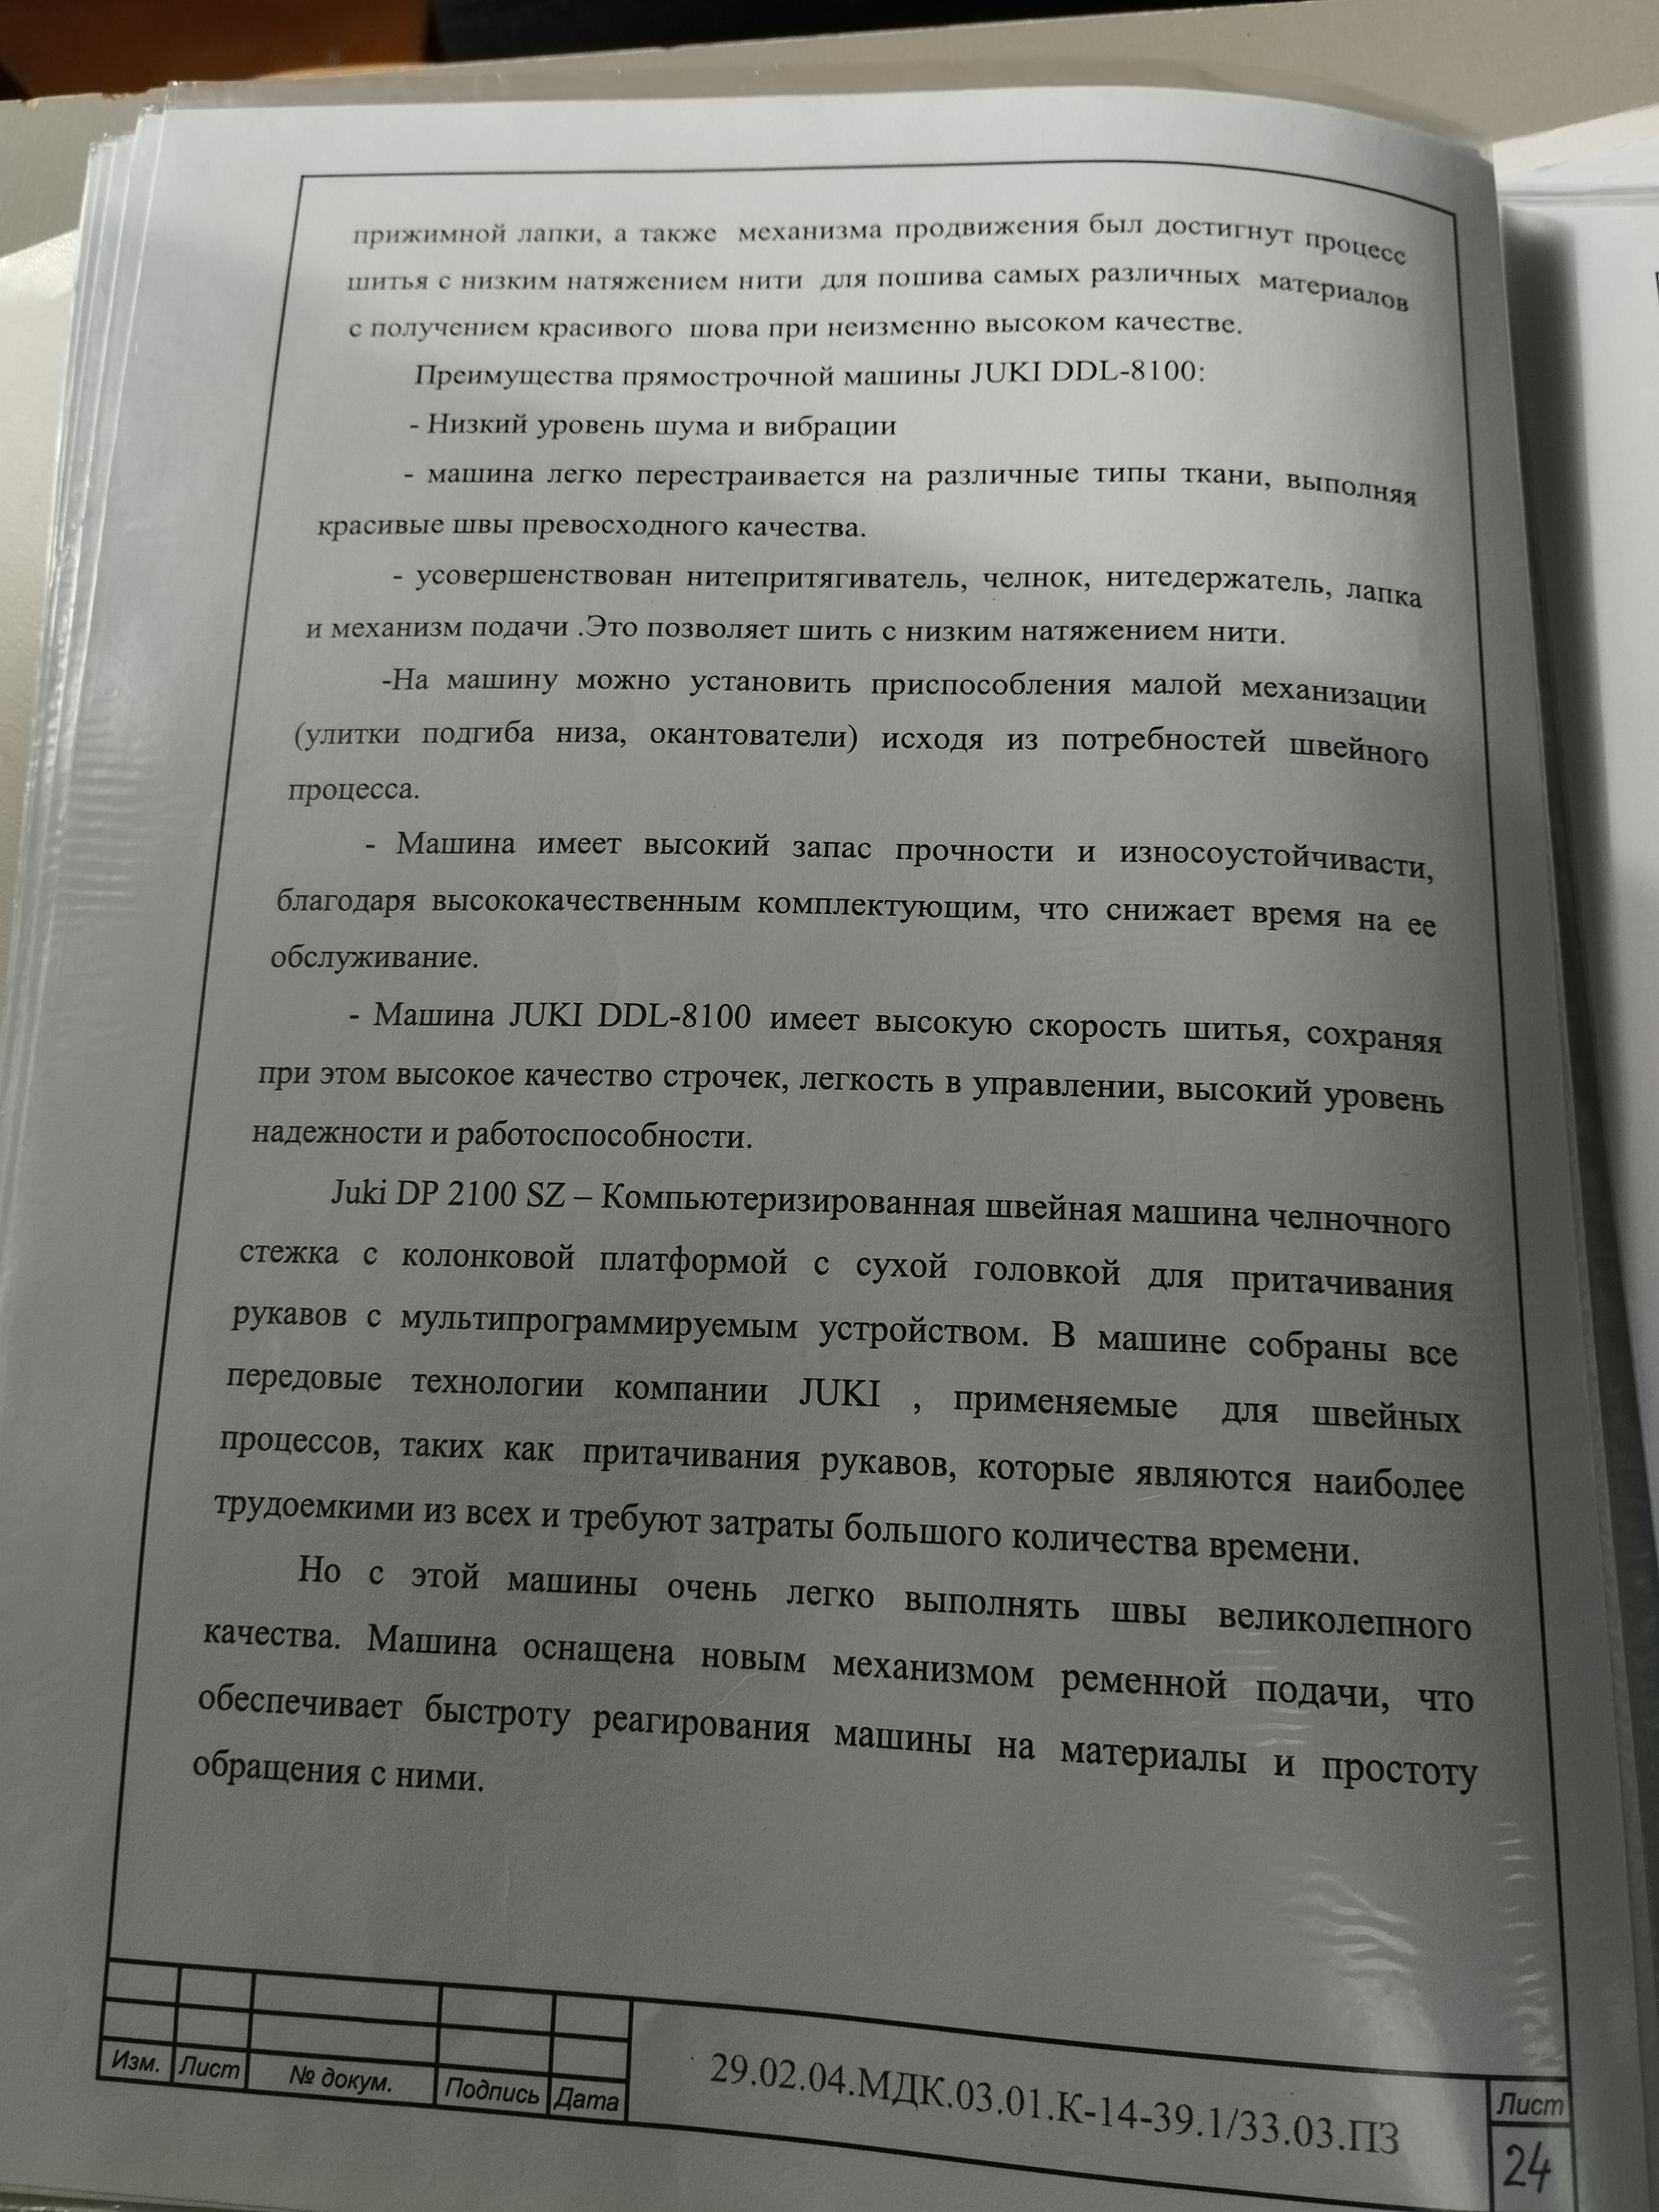 прижимной лапки, а также механизма продвижения был достигнут процесс
шитья с низким натяжением нити для пошива самых различных материалов
с получением красивого шова при неизменно высоком качестве.
Преимущества прямострочной машины JUKI DDL-8100:
- Низкий уровень шума и вибрации
- машина легко перестраивается на различные типы ткани, выполняя
красивые швы превосходного качества.
- усовершенствован нитепритягиватель, челнок, нитедержатель, лапка
и механизм подачи .Это позволяет шить с низким натяжением нити.
-На машину можно установить приспособления малой механизации
(улитки подгиба низа, окантователи) исходя из потребностей швейного
процесса.
- Машина имеет высокий запас прочности и износоустойчивасти,
благодаря высококачественным комплектующим, что снижает время на ее
обслуживание.
- Машина JUKI DDL-8100 имеет высокую скорость шитья, сохраняя
при этом высокое качество строчек, легкость в управлении, высокий уровень
надежности и работоспособности.
Juki DP 2100 SZ – Компьютеризированная швейная машина челночного
стежка с колонковой платформой с сухой головкой для притачивания
рукавов с мультипрограммируемым устройством. В машине собраны все
передовые технологии компании JUKI , применяемые для швейных
процессов, таких как притачивания рукавов, которые являются наиболее
трудоемкими из всех и требуют затраты большого количества времени.
Но с этой машины очень легко выполнять швы великолепного
качества. Машина оснащена новым механизмом ременной подачи, что
обеспечивает быстроту реагирования машины на материалы и простоту
обращения с ними.
Изм. Лист № докум. Подпись Дата
29.02.04.МДК.03.01.К-14-39.1/33.03.ПЗ
Лист
24